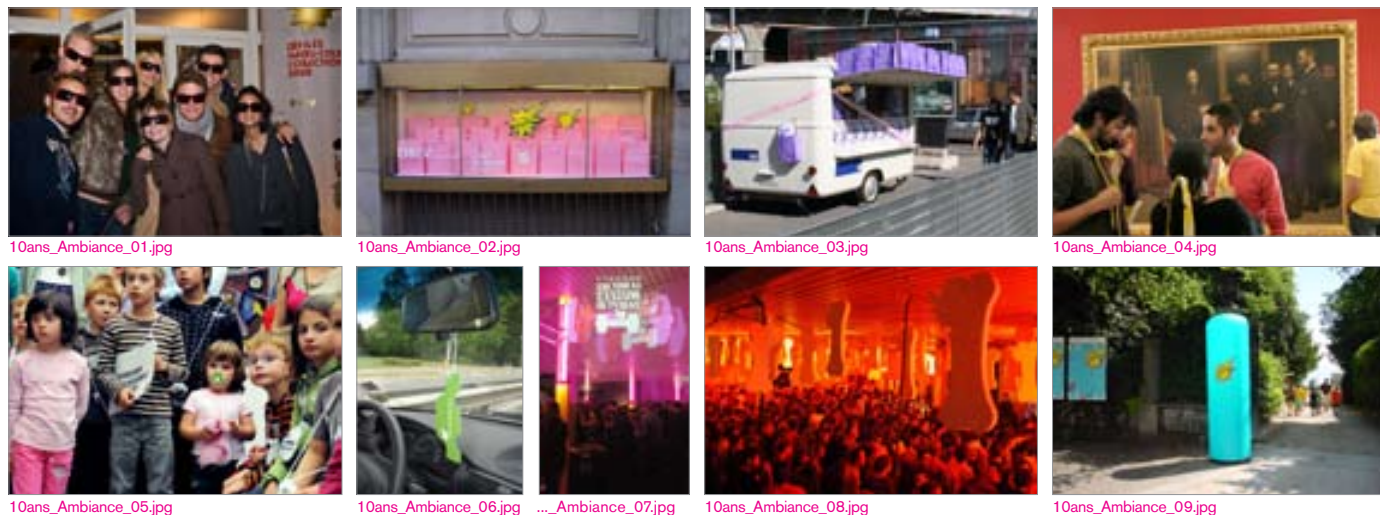 10ans_Ambiance_01.jpg
10ans_Ambiance_02.jpg
10ans_Ambiance_03.jpg
10ans_Ambiance_04.jpg
10ans_Ambiance_05.jpg
10ans_Ambiance_06.jpg
..._Ambiance_07.jpg
10ans_Ambiance_08.jpg
10ans_Ambiance_09.jpg